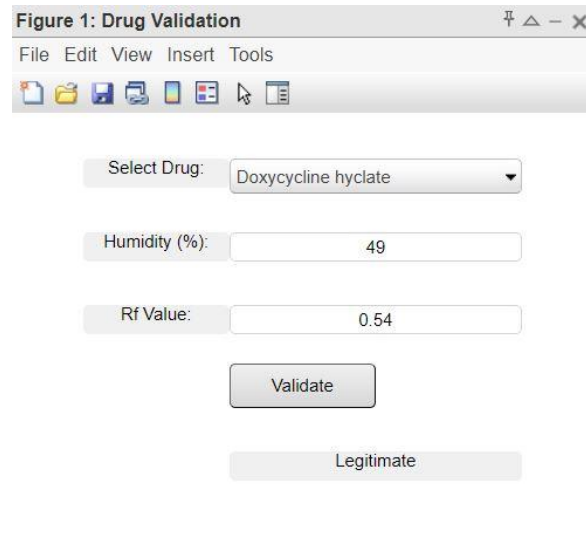 Figure 1: Drug Validation
File Edit View Insert Tools
Select Drug: Doxycycline hyclate
Humidity (%): 49
Rf Value: 0.54
Validate
Legitimate